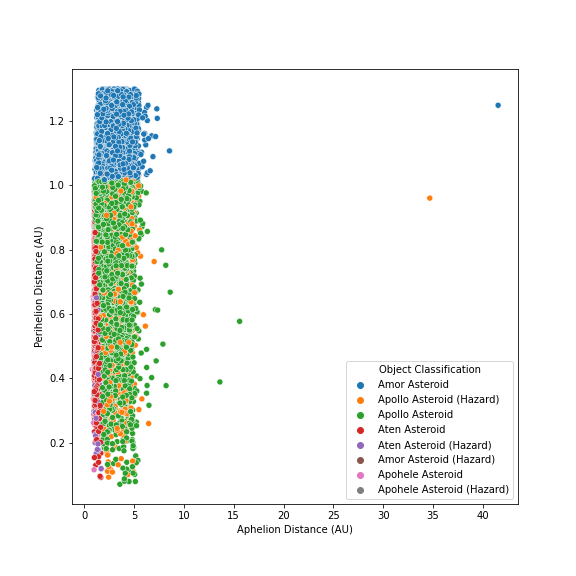 1.2
1.0
0.8
0.6
0.4
0.2
Perihelion Distance (AU)
Object Classification
Amor Asteroid
Apollo Asteroid (Hazard)
Apollo Asteroid
Aten Asteroid
Aten Asteroid (Hazard)
Amor Asteroid (Hazard)
Apohele Asteroid
Apohele Asteroid (Hazard)
0 5 10 15 20 25 30 35 40
Aphelion Distance (AU)